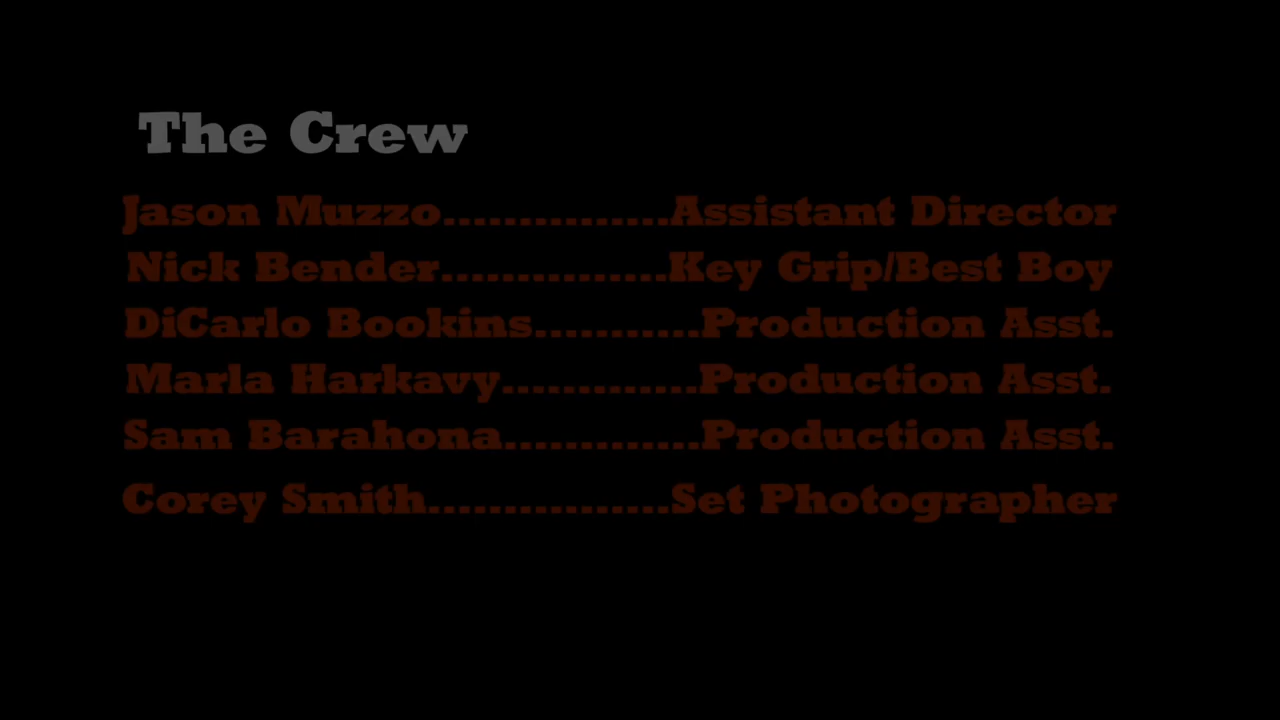 The Crew
Jason Muzzo...............Assistant Director
Nick Bender...............Key Grip/Best Boy
DiCarlo Bookins...........Production Asst.
Marla Harkavy.............Production Asst.
Sam Barahona.............Production Asst.
Corey Smith................Set Photographer